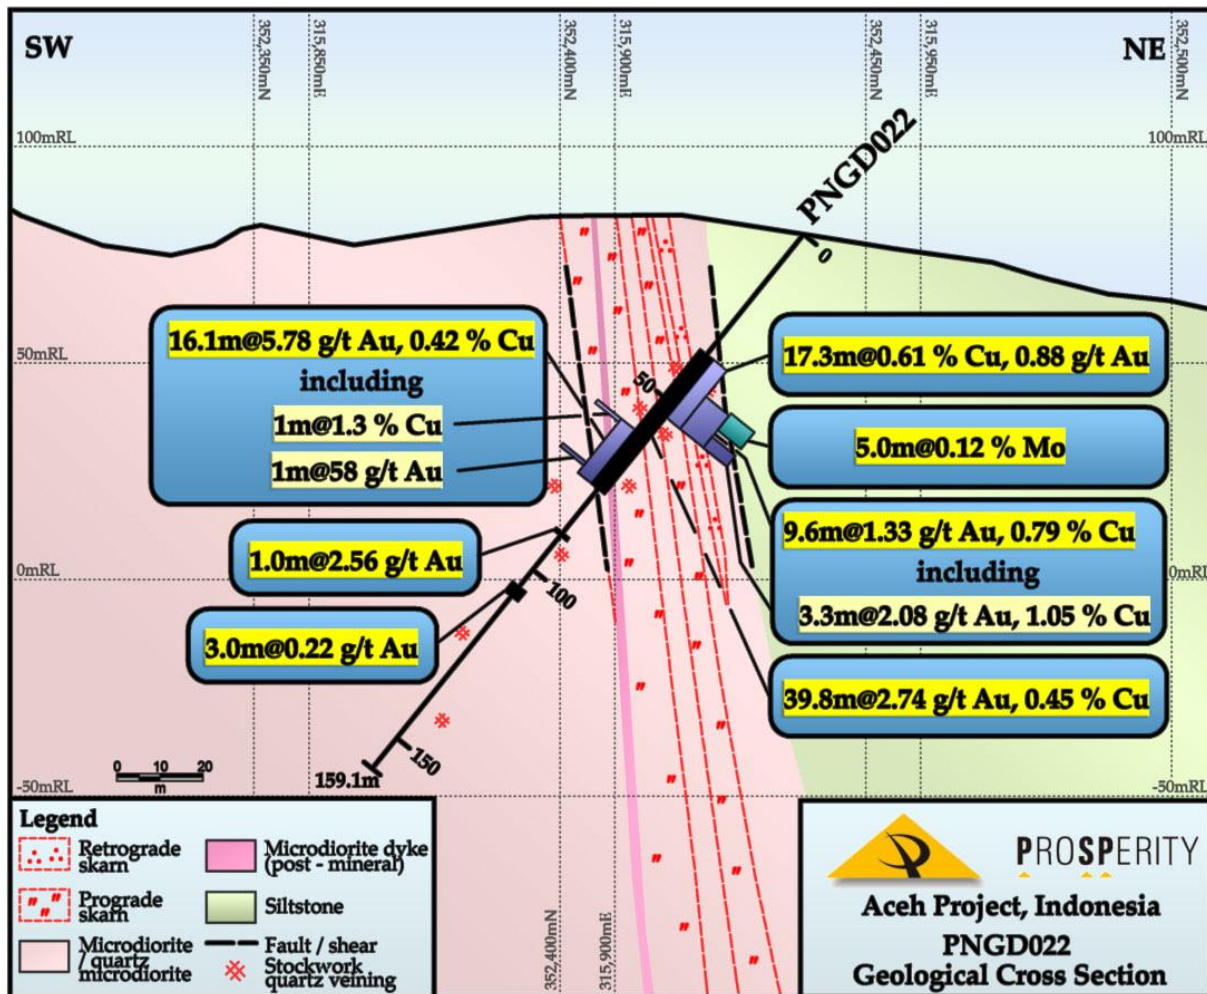 SW
NE
352,350mN
315,850mE
352,400mN
315,900mE
352,450mN
315,950mE
352,500mN
100mRL
100mRL
PNGD022
0
50mRL
50mRL
16.1m@5.78 g/t Au, 0.42 % Cu
including
1m@1.3 % Cu
1m@58 g/t Au
17.3m@0.61 % Cu, 0.88 g/t Au
50
5.0m@0.12 % Mo
9.6m@1.33 g/t Au, 0.79 % Cu
including
3.3m@2.08 g/t Au, 1.05 % Cu
1.0m@2.56 g/t Au
0mRL
0mRL
100
3.0m@0.22 g/t Au
39.8m@2.74 g/t Au, 0.45 % Cu
150
159.1m
0 10 20
m
-50mRL
-50mRL
Legend
Retrograde
skarn
Prograde
skarn
Microdiorite
/ quartz
microdiorite
Microdiorite dyke
(post - mineral)
Siltstone
Fault / shear
Stockwork
quartz veining
352,400mN
315,900mE
PROSPERITY
Aceh Project, Indonesia
PNGD022
Geological Cross Section